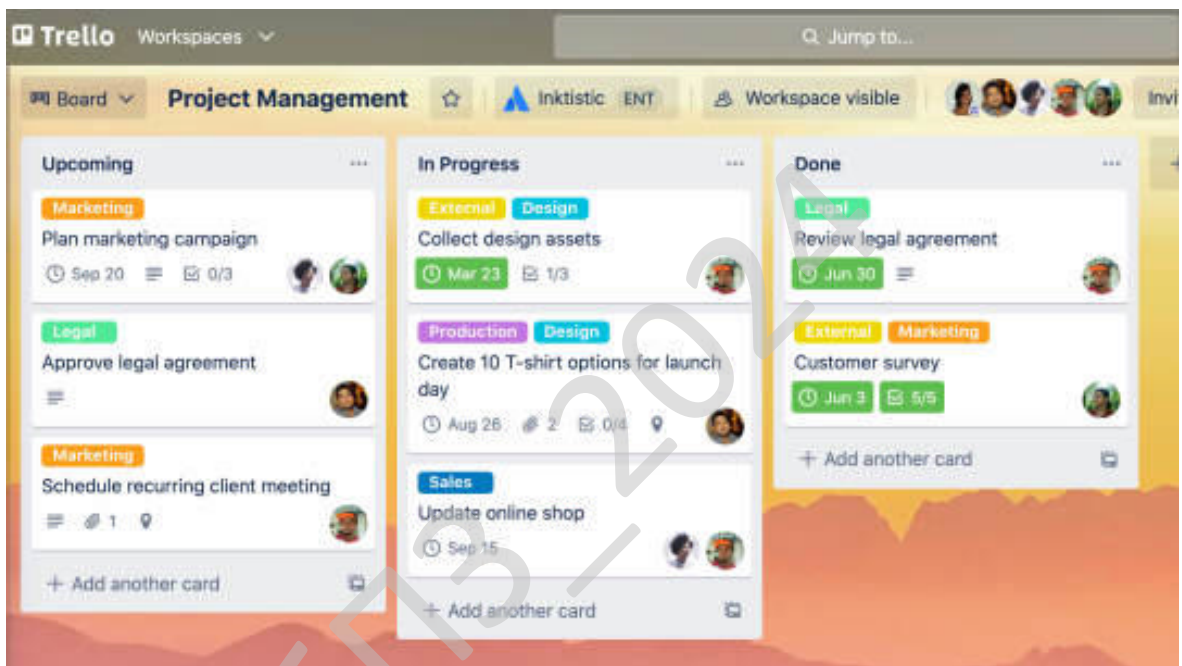 Trello Workspaces Jump to...
Board Project Management Inktistic ENT Workspace visible
Upcoming
Marketing
Plan marketing campaign
Sep 20 0/3
Legal
Approve legal agreement
Marketing
Schedule recurring client meeting
1
+ Add another card
In Progress
External Design
Collect design assets
Mar 23 1/3
Production Design
Create 10 T-shirt options for launch
day
Aug 26 2 0/4
Sales
Update online shop
Sep 15
+ Add another card
Done
Legal
Review legal agreement
Jun 30
External Marketing
Customer survey
Jun 3 5/5
+ Add another card